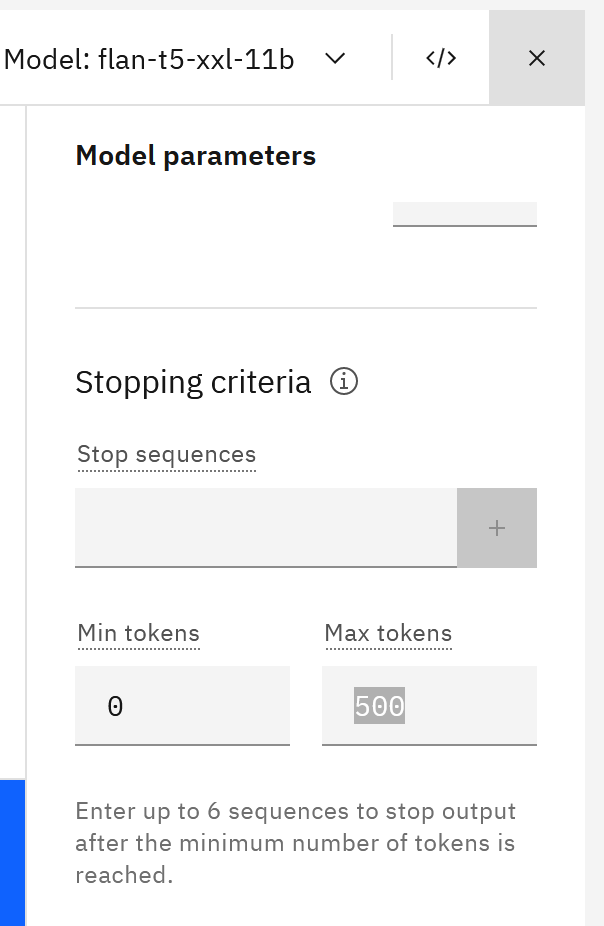 Model: flan-t5-xxl-11b
Model parameters
Stopping criteria
Stop sequences
Min tokens Max tokens
0 500
Enter up to 6 sequences to stop output
after the minimum number of tokens is
reached.